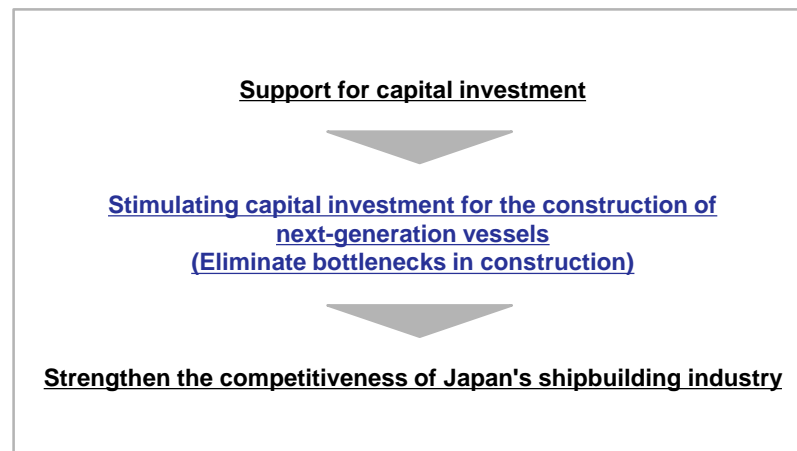 Support for capital investment
Stimulating capital investment for the construction of
next-generation vessels
(Eliminate bottlenecks in construction)
Strengthen the competitiveness of Japan's shipbuilding industry